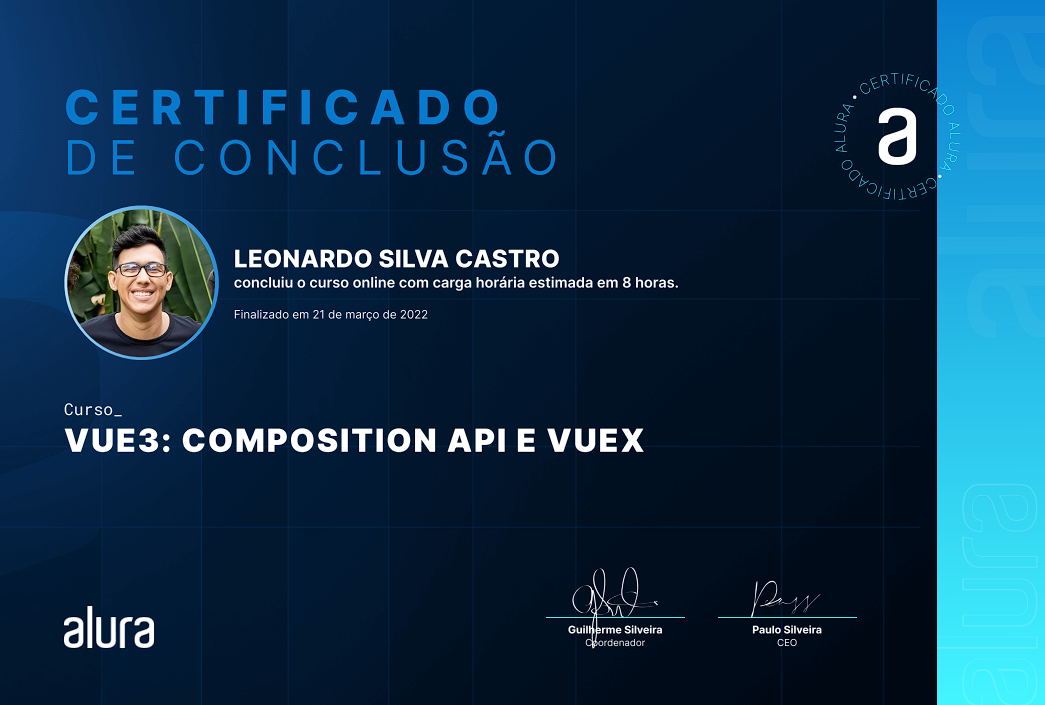 CERTIFICADO
DE CONCLUSÃO
CERTIFICADO ALURA • CERTIFICADO ALURA •
a
LEONARDO SILVA CASTRO
concluiu o curso online com carga horária estimada em 8 horas.
Finalizado em 21 de março de 2022
Curso_
VUE3: COMPOSITION API E VUEX
alura
Guilherme Silveira
Coordenador
Paulo Silveira
CEO
alura
alura
alura